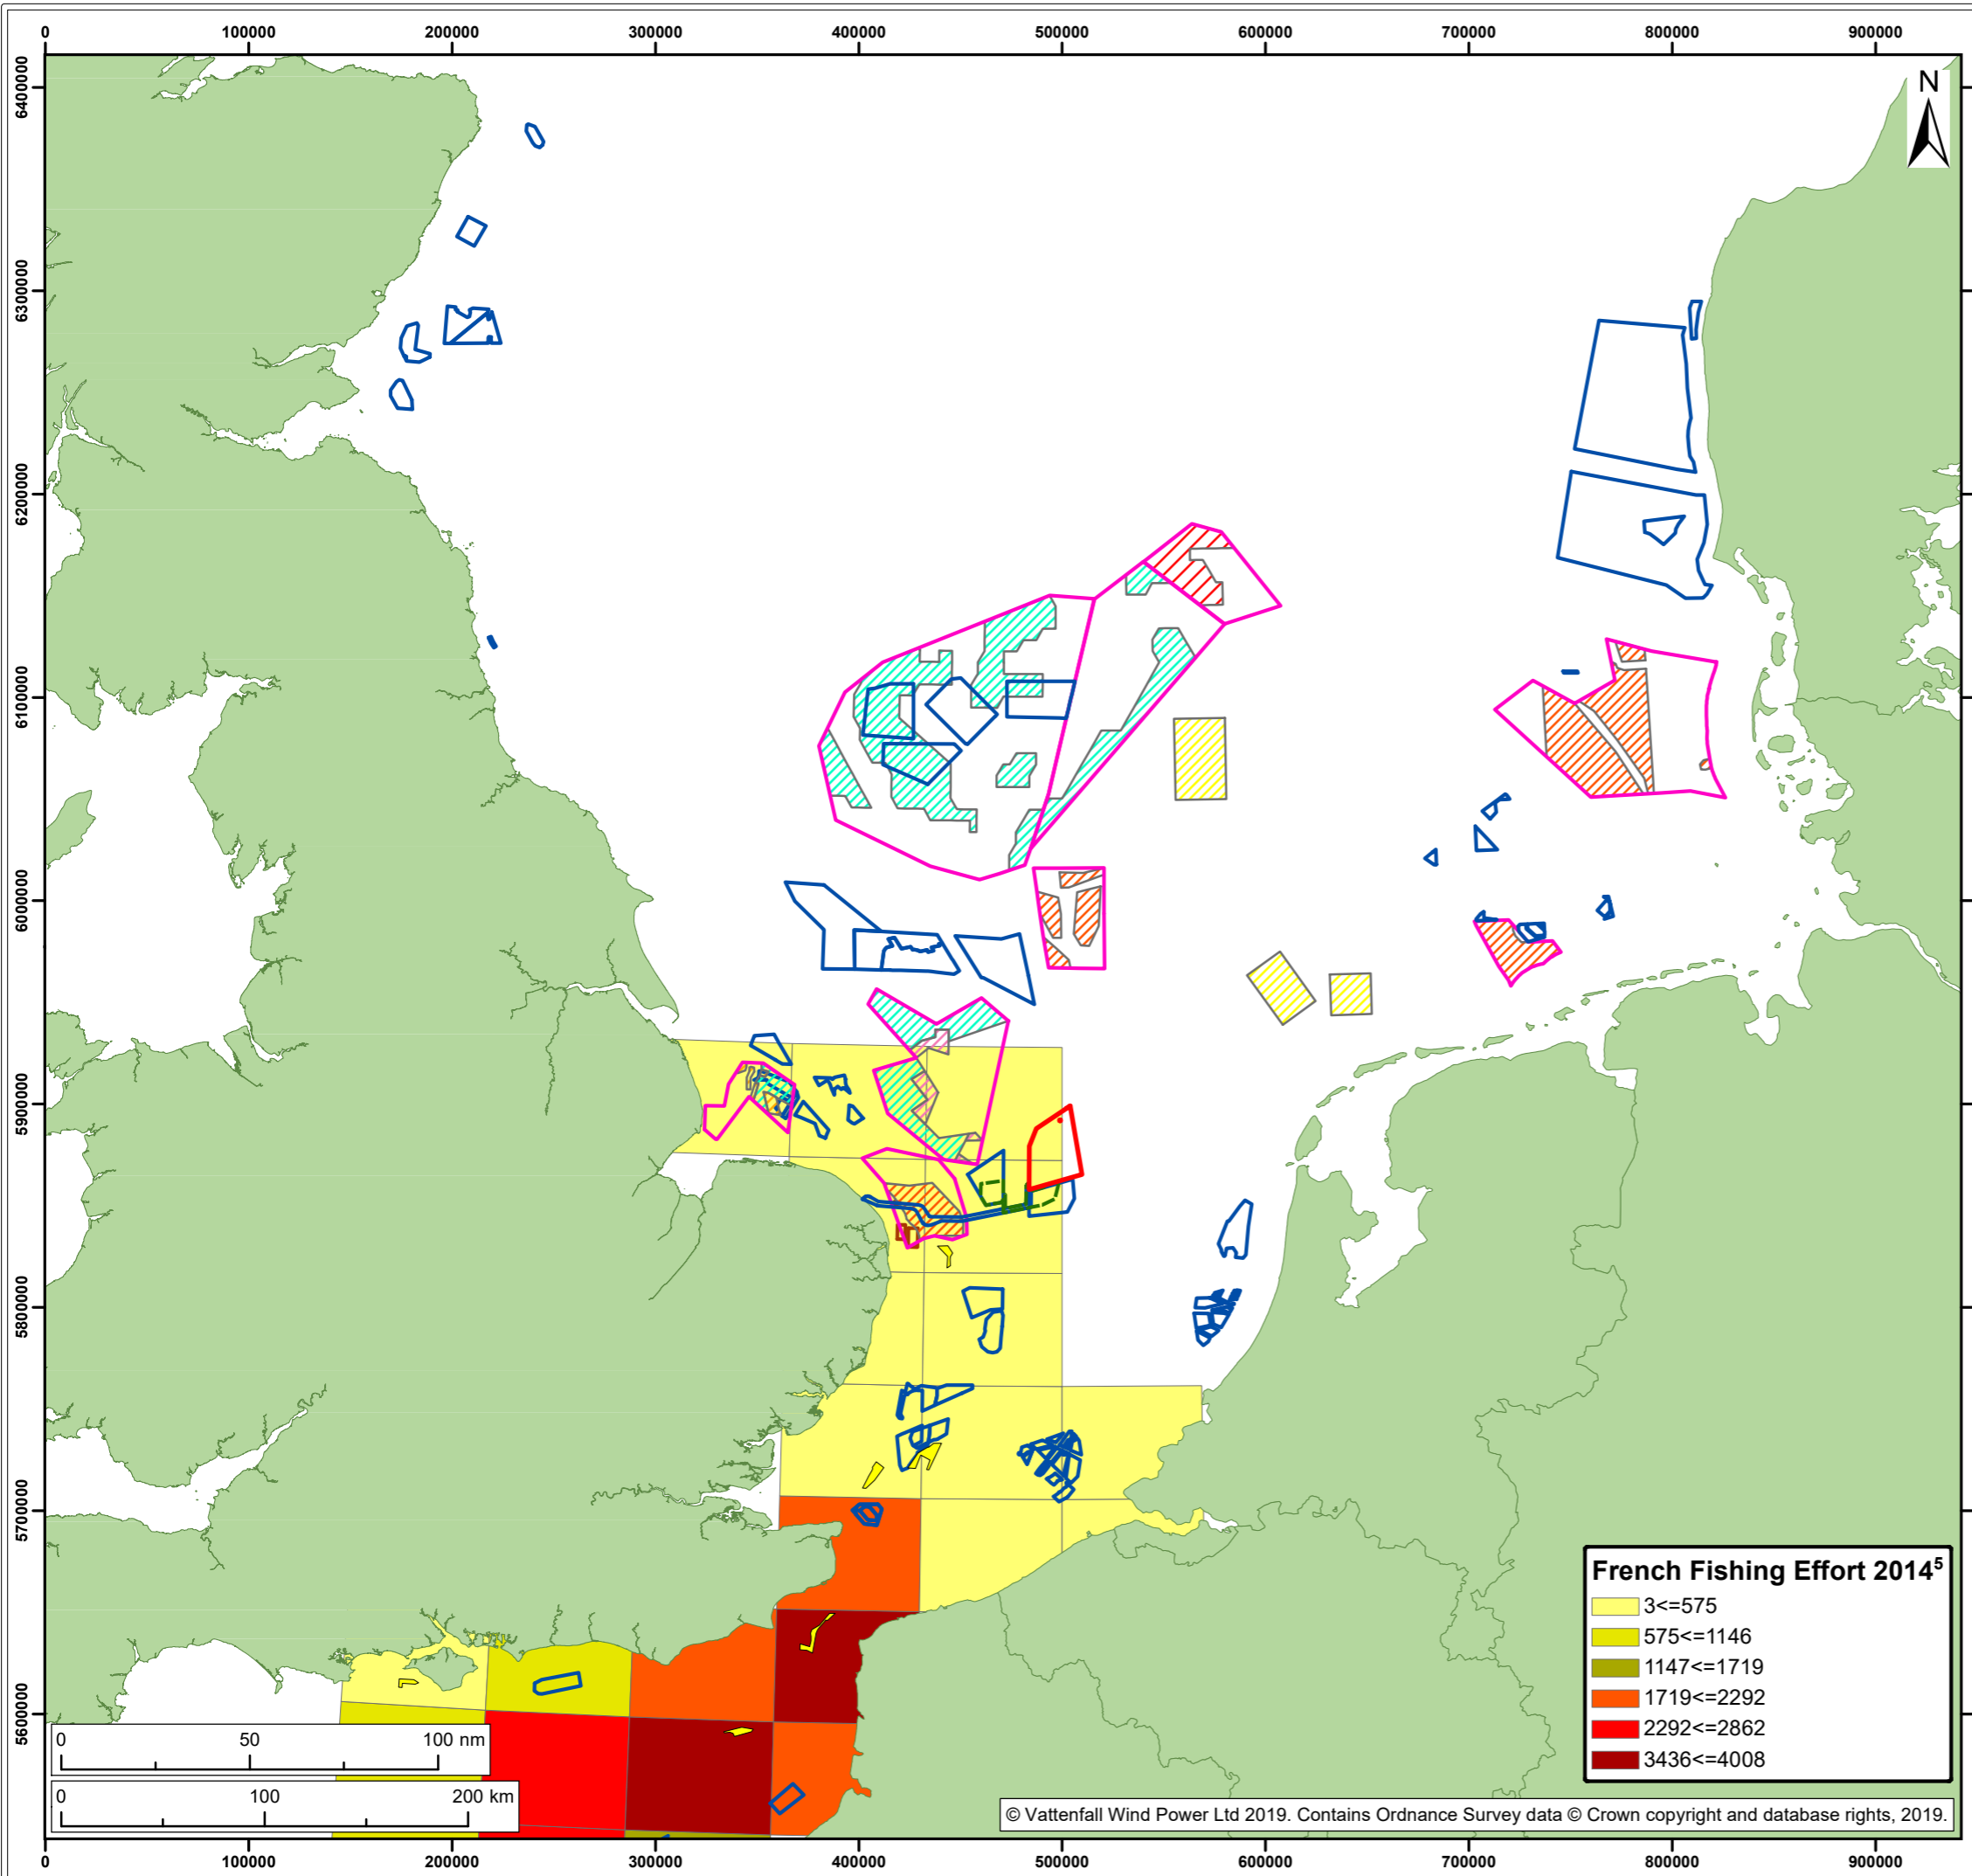 0 100000 200000 300000 400000 500000 600000 700000 800000 900000
N
6400000
6300000
6200000
6100000
6000000
5900000
5800000
5700000
5600000
French Fishing Effort 2014⁵
3<=575
575<=1146
1147<=1719
1719<=2292
2292<=2862
3436<=4008
0 50 100 nm
0 100 200 km
© Vattenfall Wind Power Ltd 2019. Contains Ordnance Survey data © Crown copyright and database rights, 2019.
0 100000 200000 300000 400000 500000 600000 700000 800000 900000